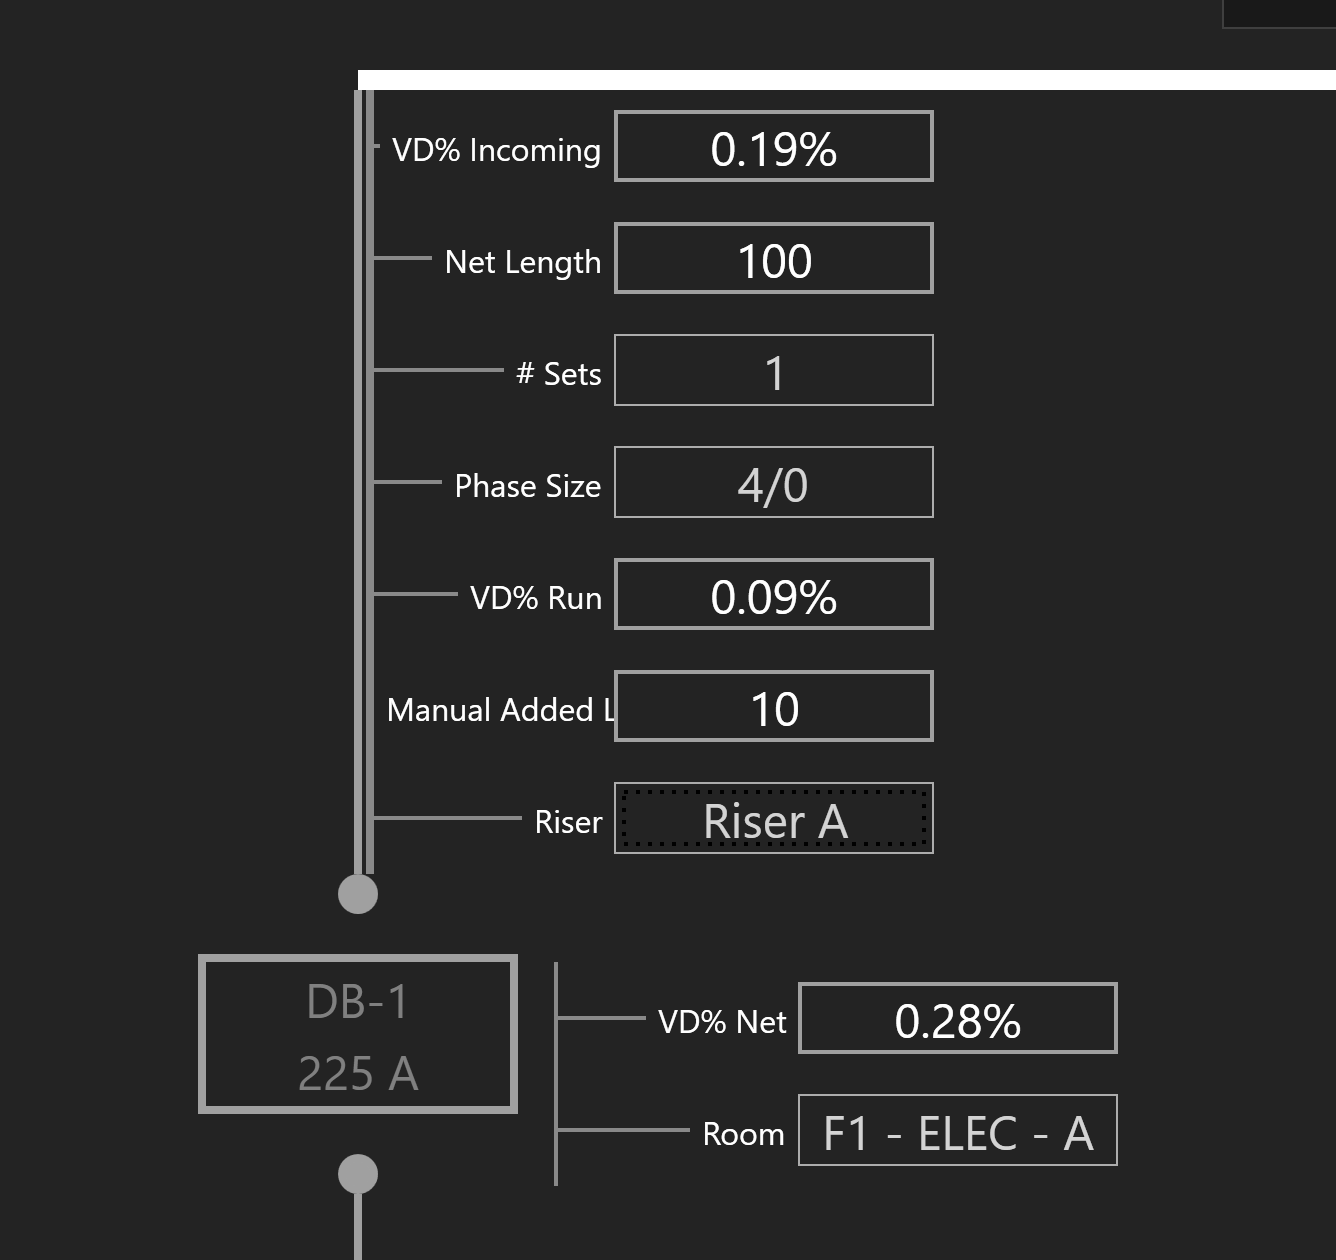 VD% Incoming 0.19%
Net Length 100
# Sets 1
Phase Size 4/0
VD% Run 0.09%
Manual Added L 10
Riser Riser A
DB-1
225 A
VD% Net 0.28%
Room F1 - ELEC - A